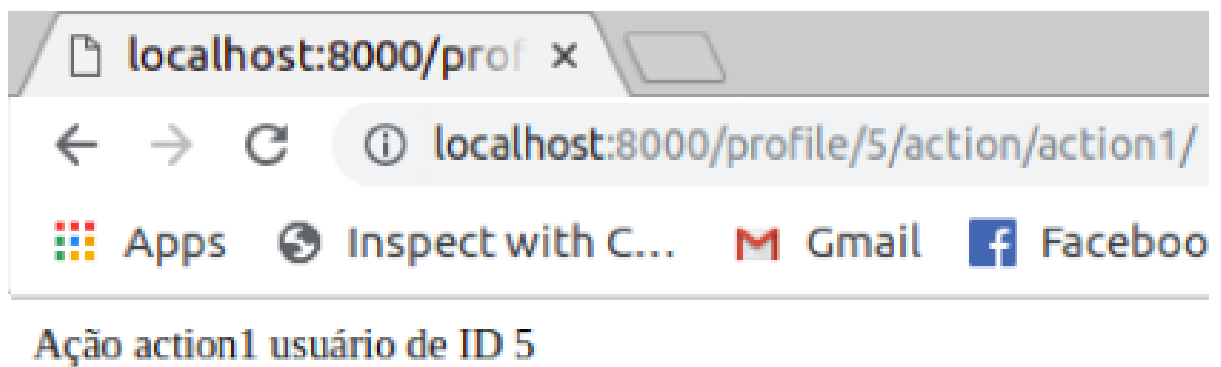 localhost:8000/prof
localhost:8000/profile/5/action/action1/
Apps Inspect with C... Gmail Faceboo
Ação action1 usuário de ID 5